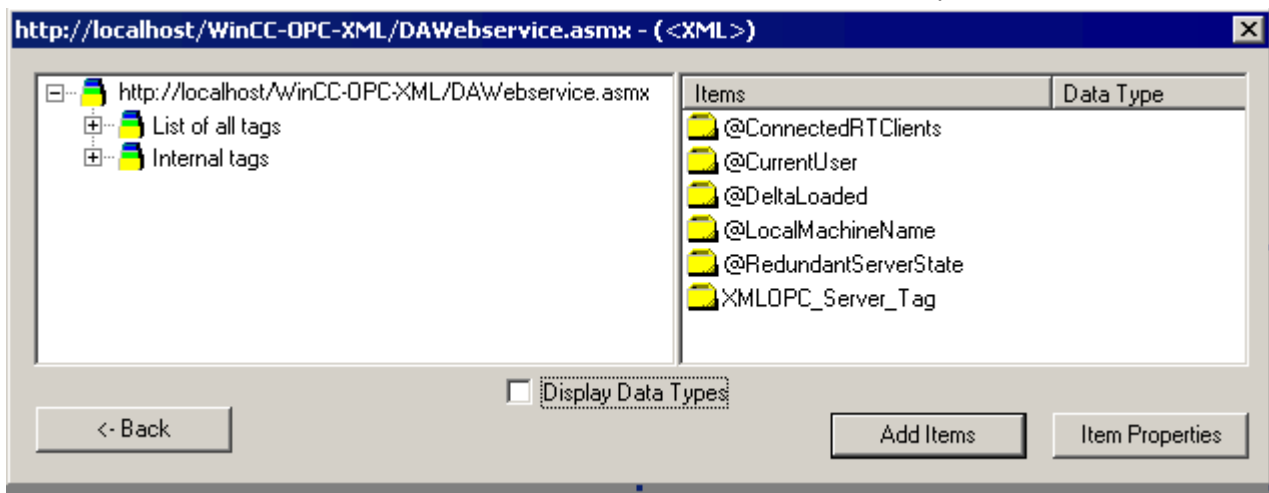 http://localhost/WinCC-OPC-XML/DAWebservice.asmx - (<XML>)
http://localhost/WinCC-OPC-XML/DAWebservice.asmx
List of all tags
Internal tags
Items Data Type
@ConnectedRTClients
@CurrentUser
@DeltaLoaded
@LocalMachineName
@RedundantServerState
XMLOPC_Server_Tag
Display Data Types
<- Back
Add Items
Item Properties